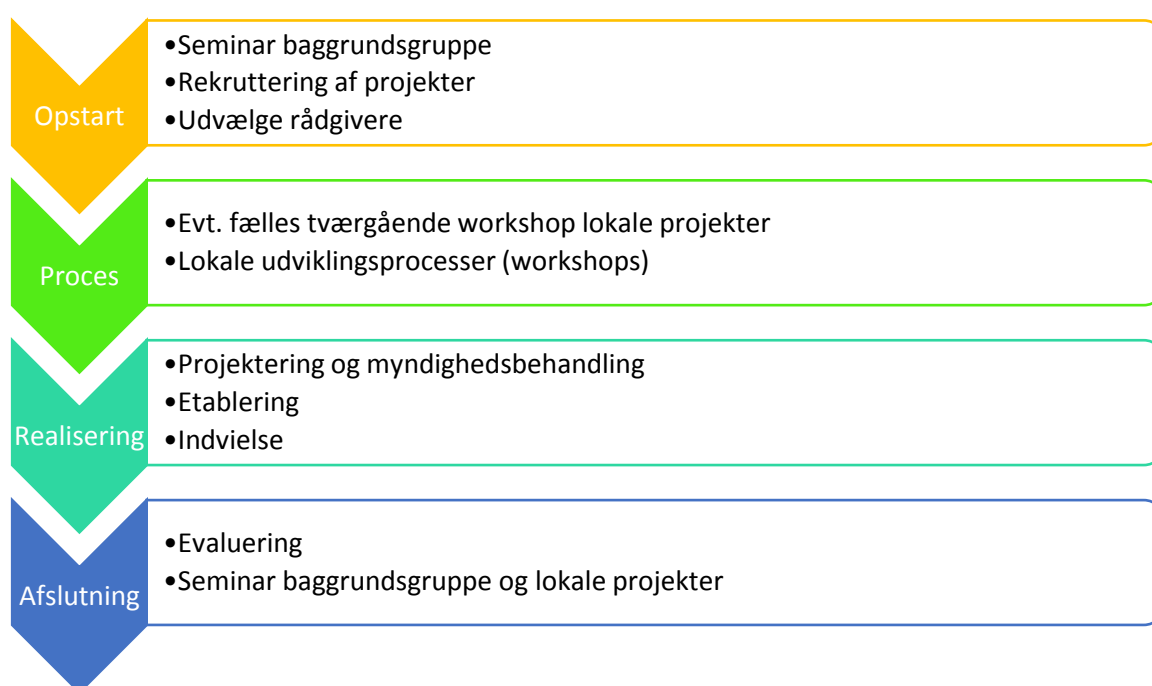 Opstart
•Seminar baggrundsgruppe
•Rekruttering af projekter
•Udvælge rådgivere
Proces
•Evt. fælles tværgående workshop lokale projekter
•Lokale udviklingsprocesser (workshops)
Realisering
•Projektering og myndighedsbehandling
•Etablering
•Indvielse
Afslutning
•Evaluering
•Seminar baggrundsgruppe og lokale projekter